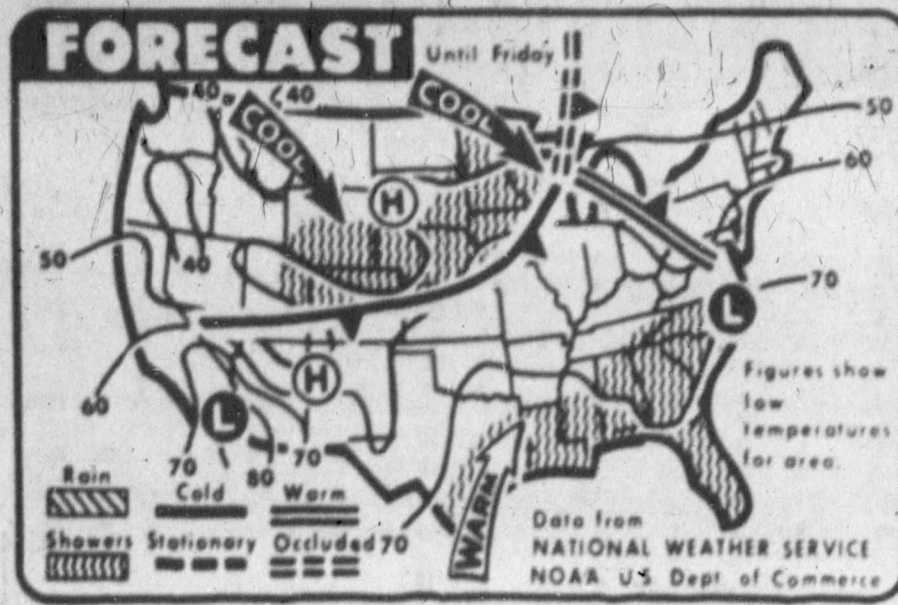 FORECAST
Until Friday
40 40
COOL
COOL
50
60
H
50
40
70
L
H
60
L
70
80
70
70
WARM
Figures show
low
temperatures
for area.
Rain
Cold Warm
Showers Stationary Occluded
Data from
NATIONAL WEATHER SERVICE
NOAA U S Dept of Commerce